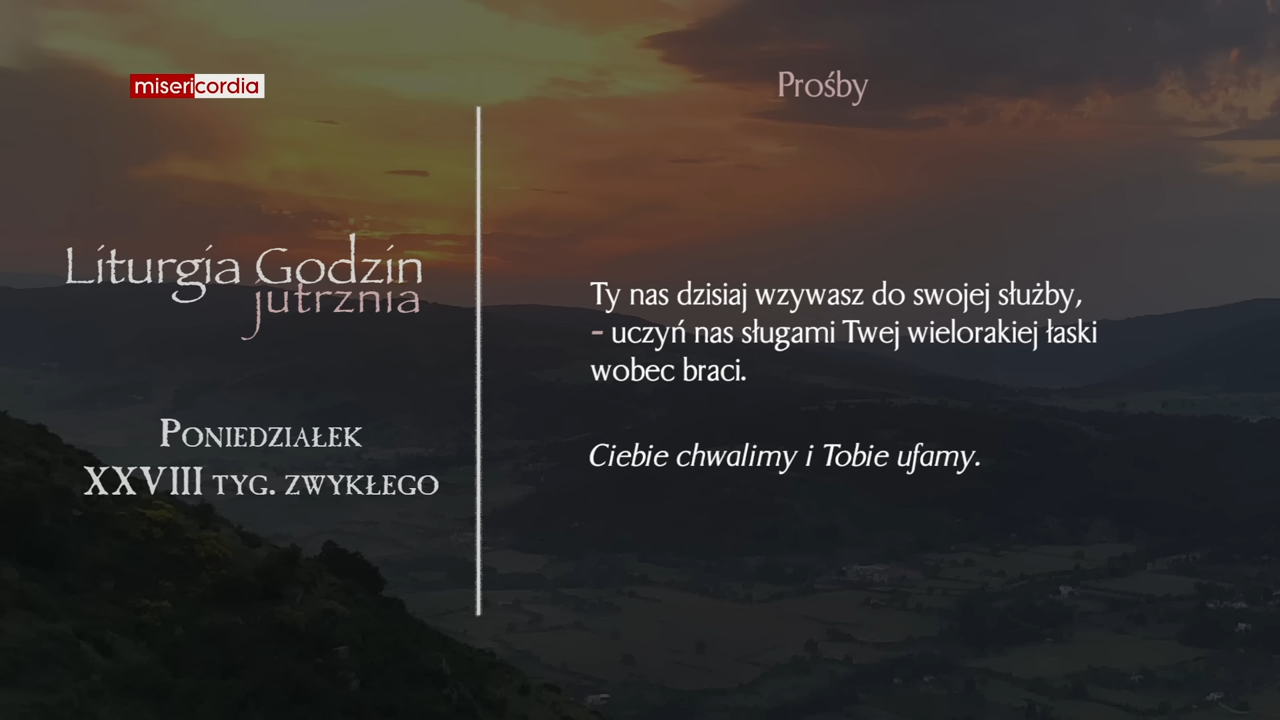 misericordia
Liturgia Godzin
jutrznia
Poniedziałek
XXVIII tyg. zwykłego
Prośby
Ty nas dzisiaj wzywasz do swojej służby,
- uczyń nas sługami Twej wielorakiej łaski
wobec braci.
Ciebie chwalimy i Tobie ufamy.